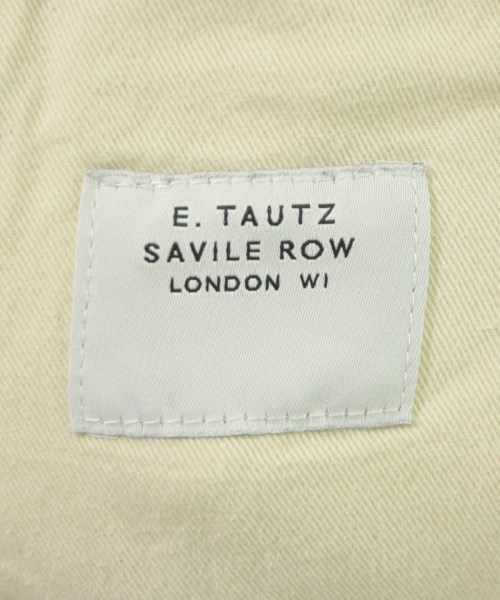 E. TAUTZ
SAVILE ROW
LONDON W1